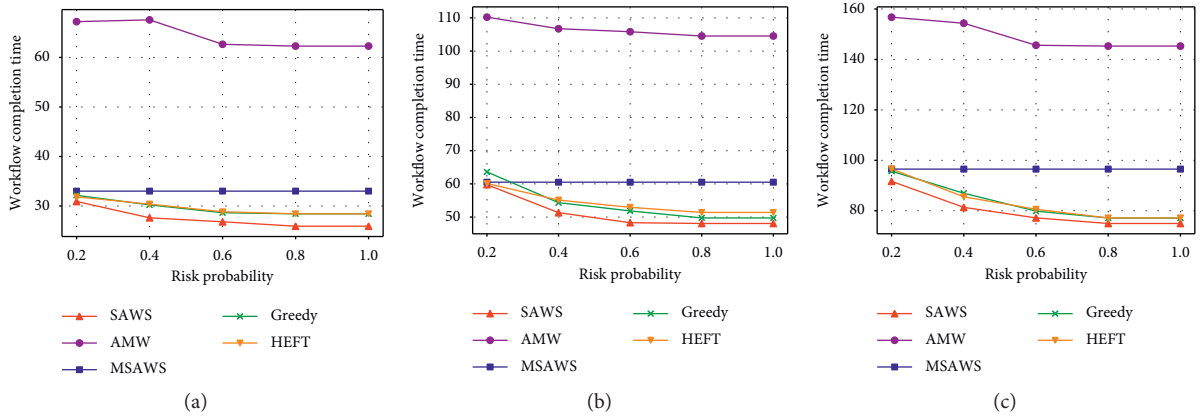 Workflow completion time
60
50
33
30
0.2 0.4 0.6 0.8 1.0
Risk probability
SAWS
AMW
MSAWS
Greedy
HEFT
(a)
Workflow completion time
110
100
90
80
70
60
50
0.2 0.4 0.6 0.8 1.0
Risk probability
SAWS
AMW
MSAWS
Greedy
HEFT
(b)
Workflow completion time
160
140
120
100
80
0.2 0.4 0.6 0.8 1.0
Risk probability
SAWS
AMW
MSAWS
Greedy
HEFT
(c)